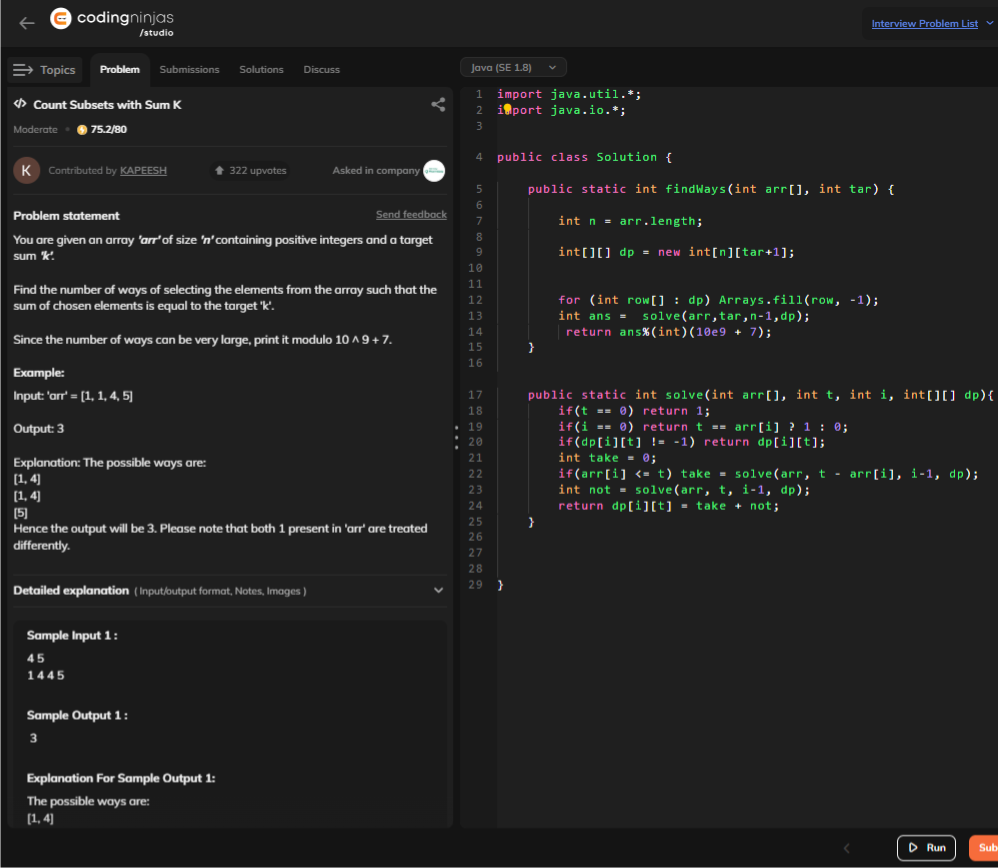 codingninjas
/studio
Interview Problem List
Topics
Problem
Submissions
Solutions
Discuss
Java (SE 1.8)
</> Count Subsets with Sum K
Moderate • 75.2/80
K
Contributed by KAPEESH
322 upvotes
Asked in company
Problem statement
Send feedback
You are given an array 'arr' of size 'n' containing positive integers and a target
sum 'k'.
Find the number of ways of selecting the elements from the array such that the
sum of chosen elements is equal to the target 'k'.
Since the number of ways can be very large, print it modulo 10 ^ 9 + 7.
Example:
Input: 'arr' = [1, 1, 4, 5]
Output: 3
Explanation: The possible ways are:
[1, 4]
[1, 4]
[5]
Hence the output will be 3. Please note that both 1 present in 'arr' are treated
differently.
Detailed explanation ( Input/output format, Notes, Images )
Sample Input 1 :
4 5
1 4 4 5
Sample Output 1 :
3
Explanation For Sample Output 1:
The possible ways are:
[1, 4]
1 import java.util.*;
2 import java.io.*;
3
4 public class Solution {
5 public static int findWays(int arr[], int tar) {
6
7 int n = arr.length;
8
9 int[][] dp = new int[n][tar+1];
10
11
12 for (int row[] : dp) Arrays.fill(row, -1);
13 int ans =  solve(arr,tar,n-1,dp);
14 return ans%(int)(10e9 + 7);
15 }
16
17 public static int solve(int arr[], int t, int i, int[][] dp){
18 if(t == 0) return 1;
19 if(i == 0) return t == arr[i] ? 1 : 0;
20 if(dp[i][t] != -1) return dp[i][t];
21 int take = 0;
22 if(arr[i] <= t) take = solve(arr, t - arr[i], i-1, dp);
23 int not = solve(arr, t, i-1, dp);
24 return dp[i][t] = take + not;
25 }
26
27
28
29 }
Run
Sub